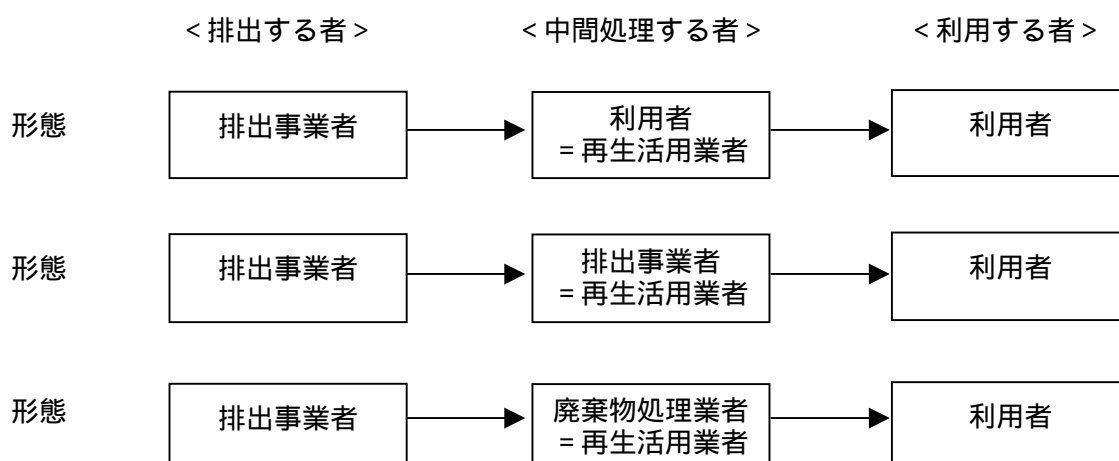 <排出する者> <中間処理する者> <利用する者>
形態 排出事業者 利用者 利用者
=再生活用業者
形態 排出事業者 排出事業者 利用者
=再生活用業者
形態 排出事業者 廃棄物処理業者 利用者
=再生活用業者